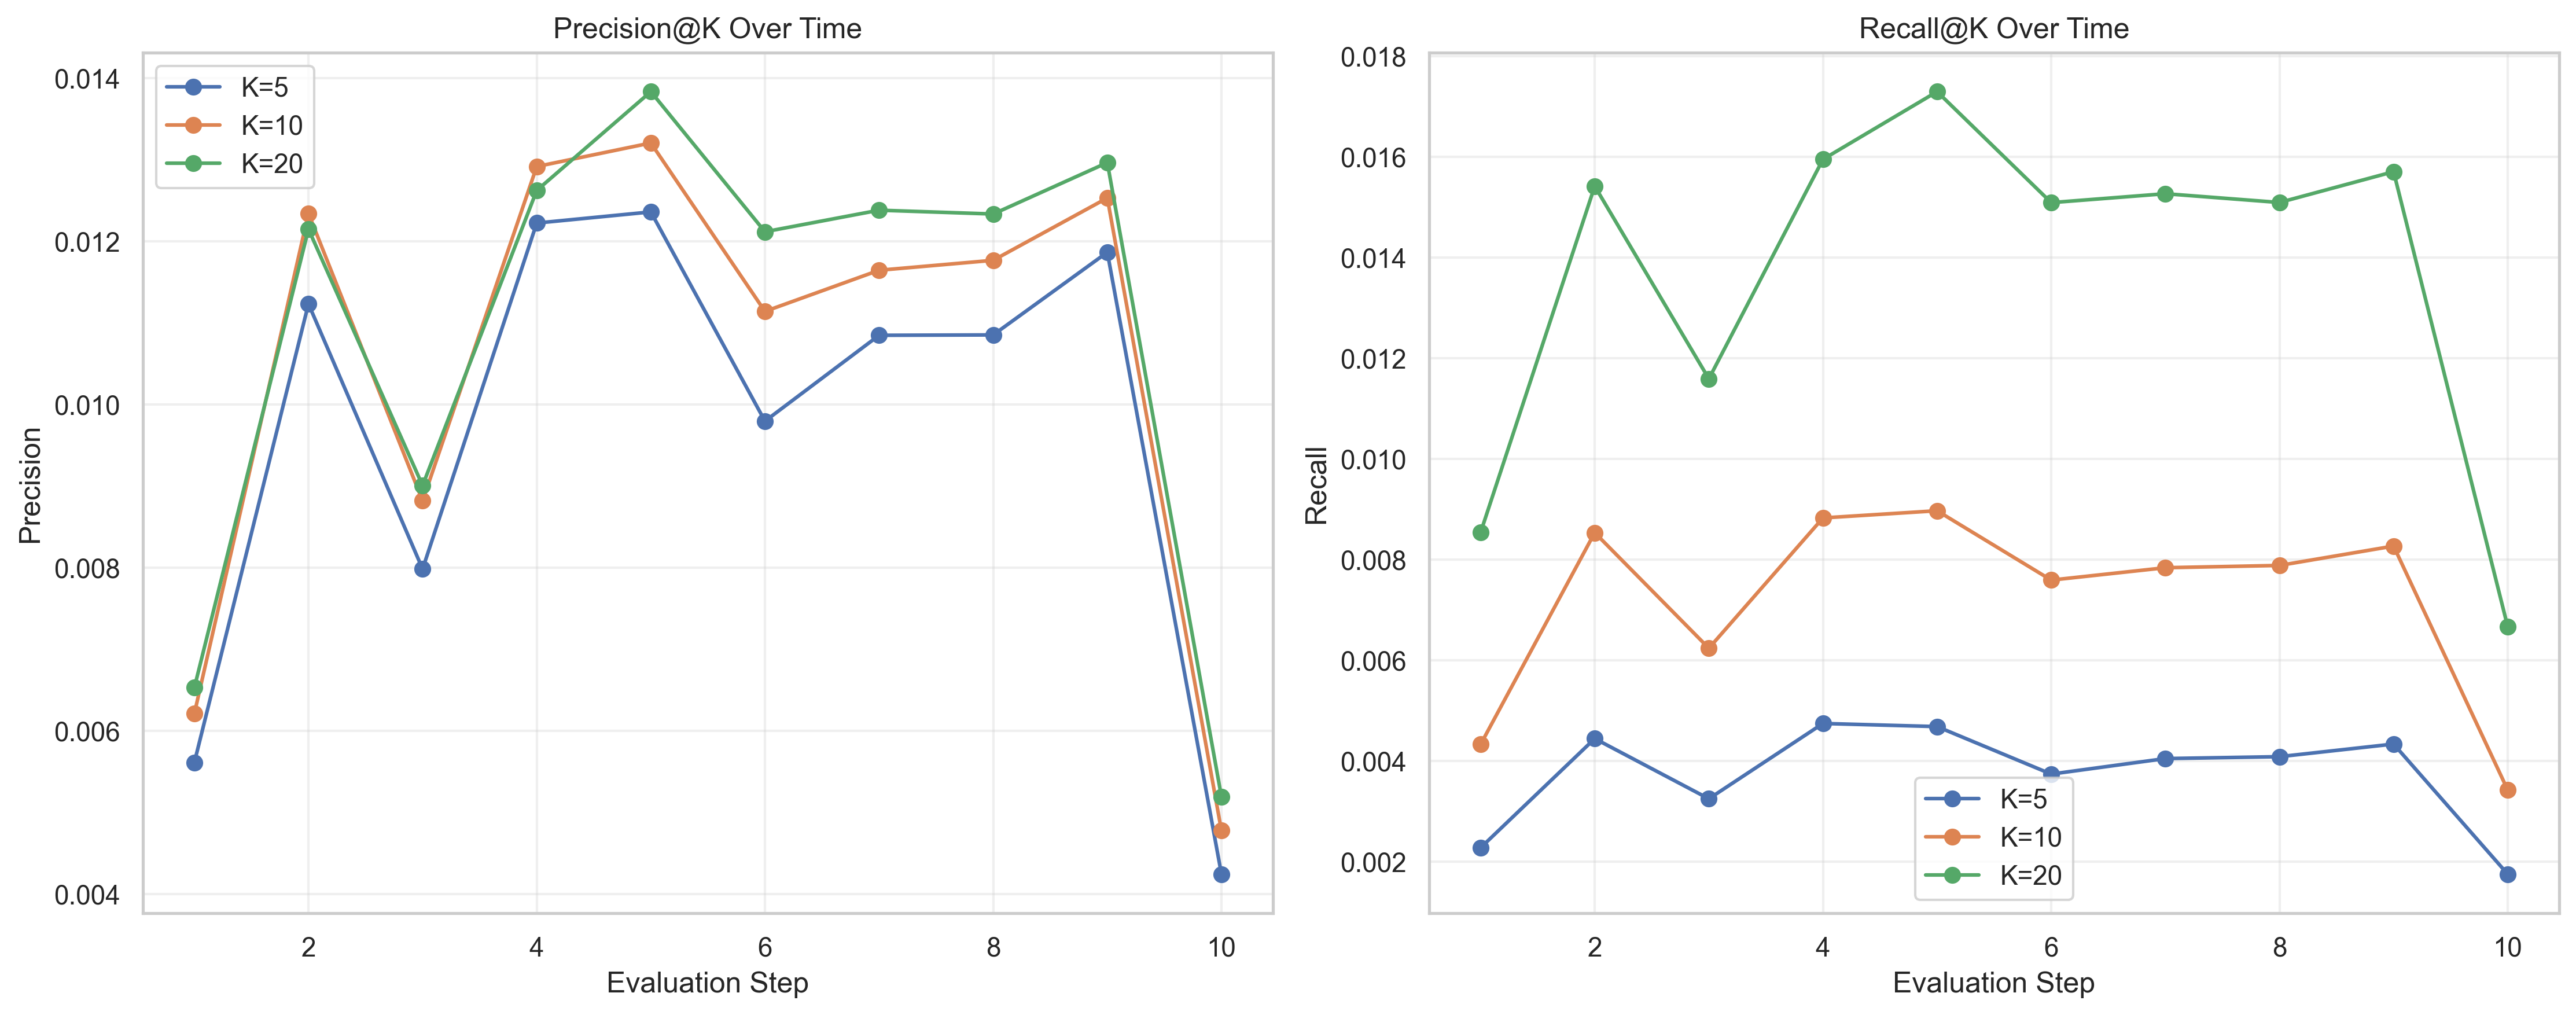 Precision@K Over Time
0.014
0.012
0.010
0.008
0.006
0.004
Precision
K=5
K=10
K=20
2
4
6
8
10
Evaluation Step
Recall@K Over Time
0.018
0.016
0.014
0.012
0.010
0.008
0.006
0.004
0.002
Recall
K=5
K=10
K=20
2
4
6
8
10
Evaluation Step